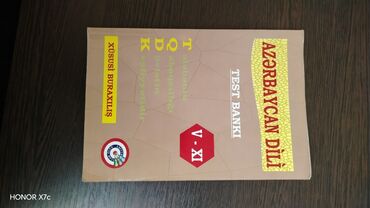 AZƏRBAYCAN DİLİ
TEST BANKI
T
Q
D
K
V - XI
XÜSUSİ BURAXILIŞ
HONOR X7c